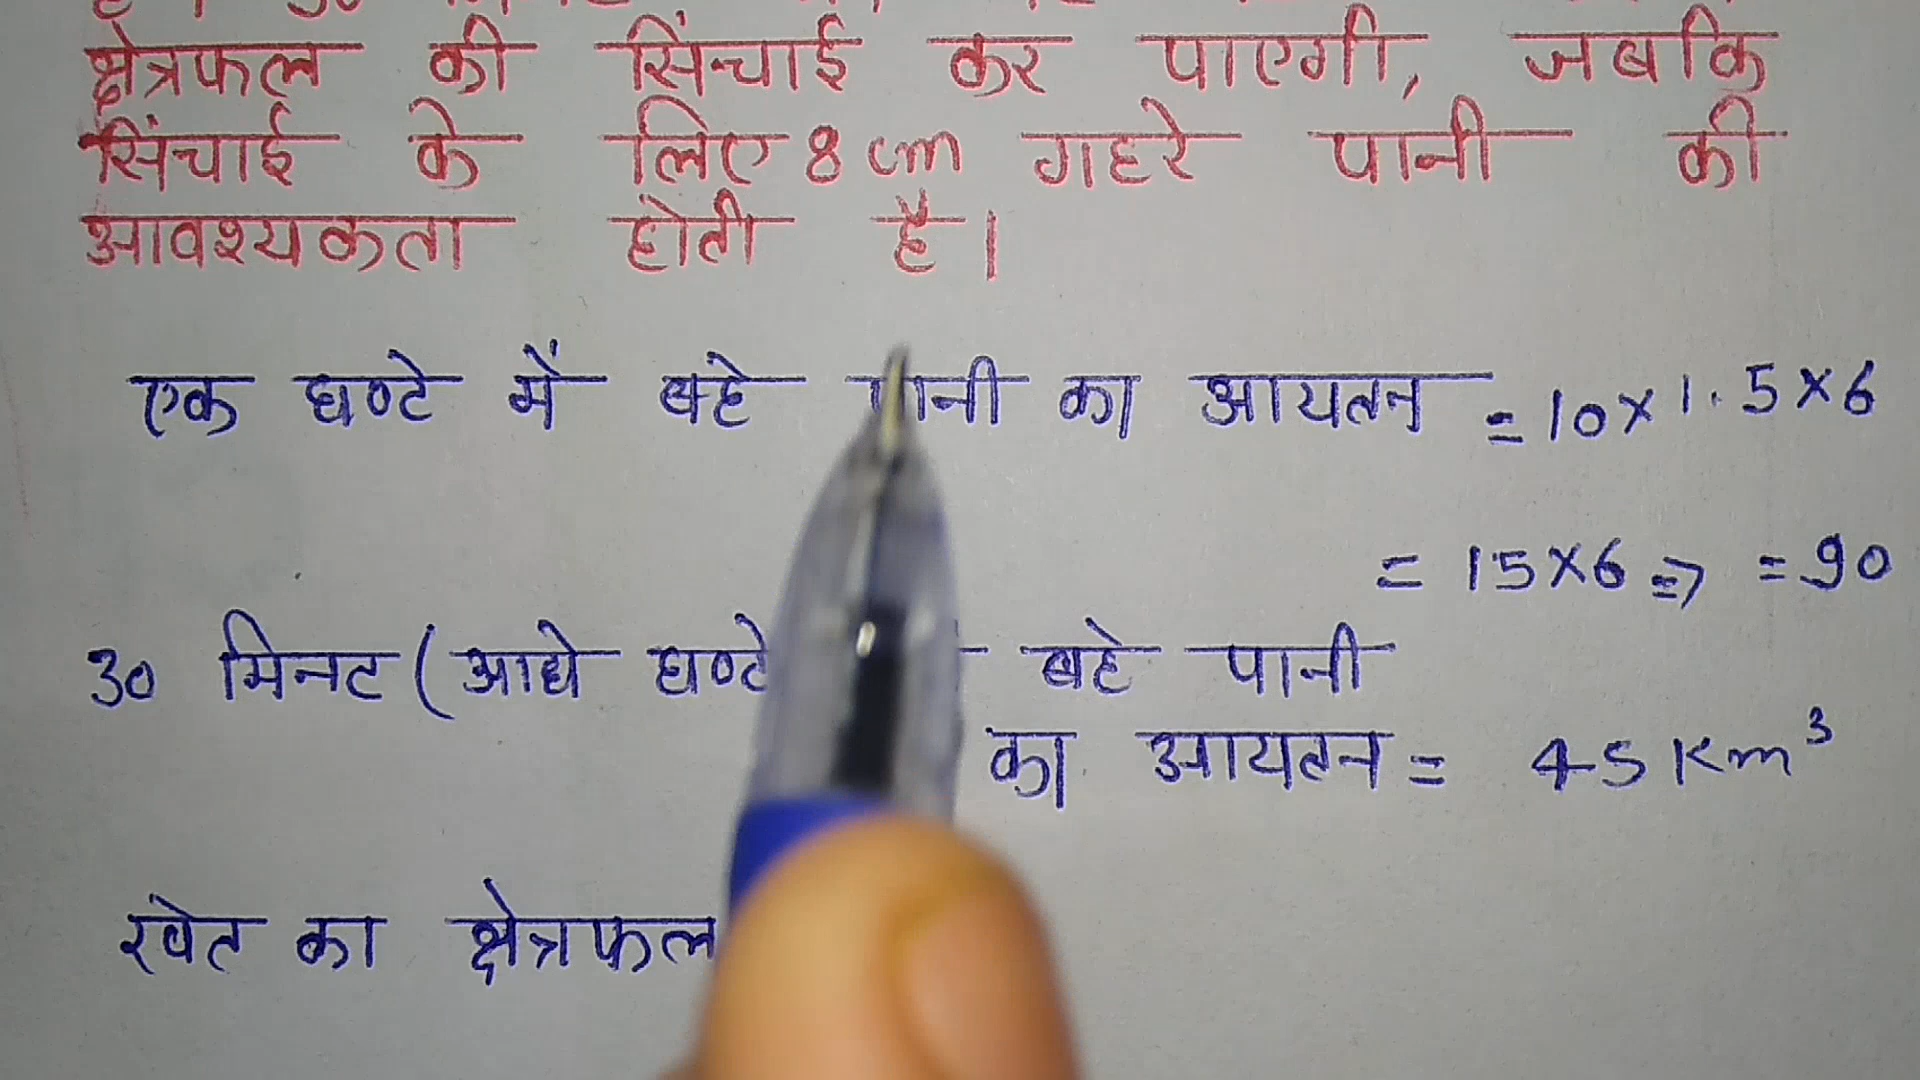 क्षेत्रफल की सिंचाई कर पाएगी, जबकि
सिंचाई के लिए 8 cm गहरे पानी की
आवश्यकता होती है।
एक घण्टे में बहे पानी का आयतन = 10 x 1.5 x 6
= 15 x 6 => = 90
30 मिनट (आधे घण्टे बहे पानी
का आयतन = 45 Km³
खेत का क्षेत्रफल